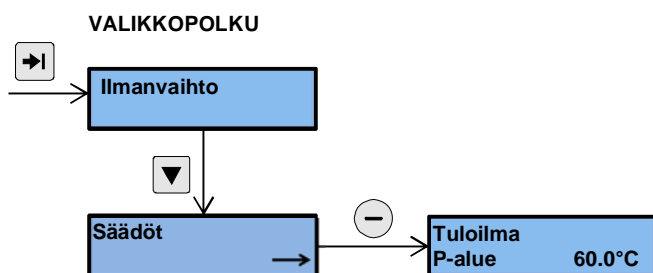 VALIKKOPOLKU
Ilmanvaihto
Säädöt
Tuloilma
P-alue 60.0°C